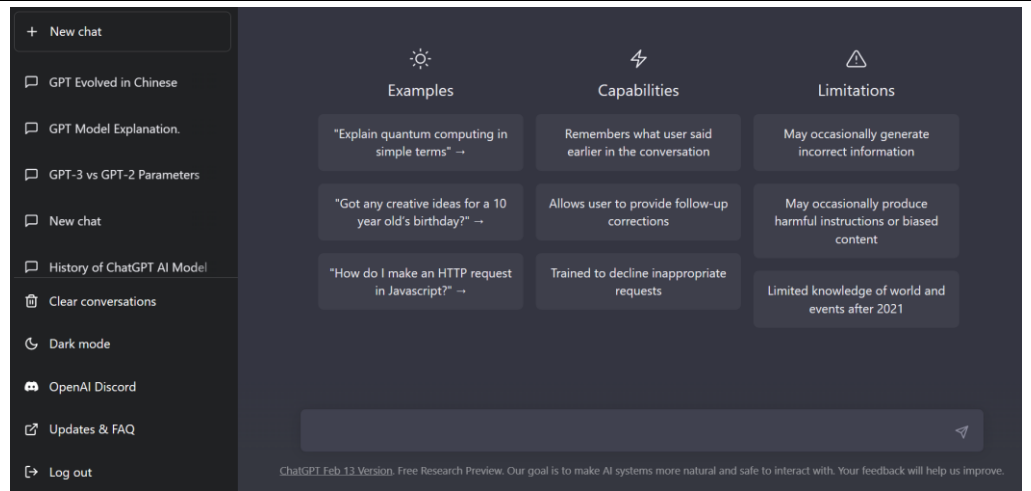 New chat
GPT Evolved in Chinese
GPT Model Explanation.
GPT-3 vs GPT-2 Parameters
New chat
History of ChatGPT AI Model
Clear conversations
Dark mode
OpenAI Discord
Updates & FAQ
Log out
Examples
"Explain quantum computing in
simple terms" →
"Got any creative ideas for a 10
year old's birthday?" →
"How do I make an HTTP request
in Javascript?" →
Capabilities
Remembers what user said
earlier in the conversation
Allows user to provide follow-up
corrections
Trained to decline inappropriate
requests
Limitations
May occasionally generate
incorrect information
May occasionally produce
harmful instructions or biased
content
Limited knowledge of world and
events after 2021
ChatGPT Feb 13 Version. Free Research Preview. Our goal is to make AI systems more natural and safe to interact with. Your feedback will help us improve.